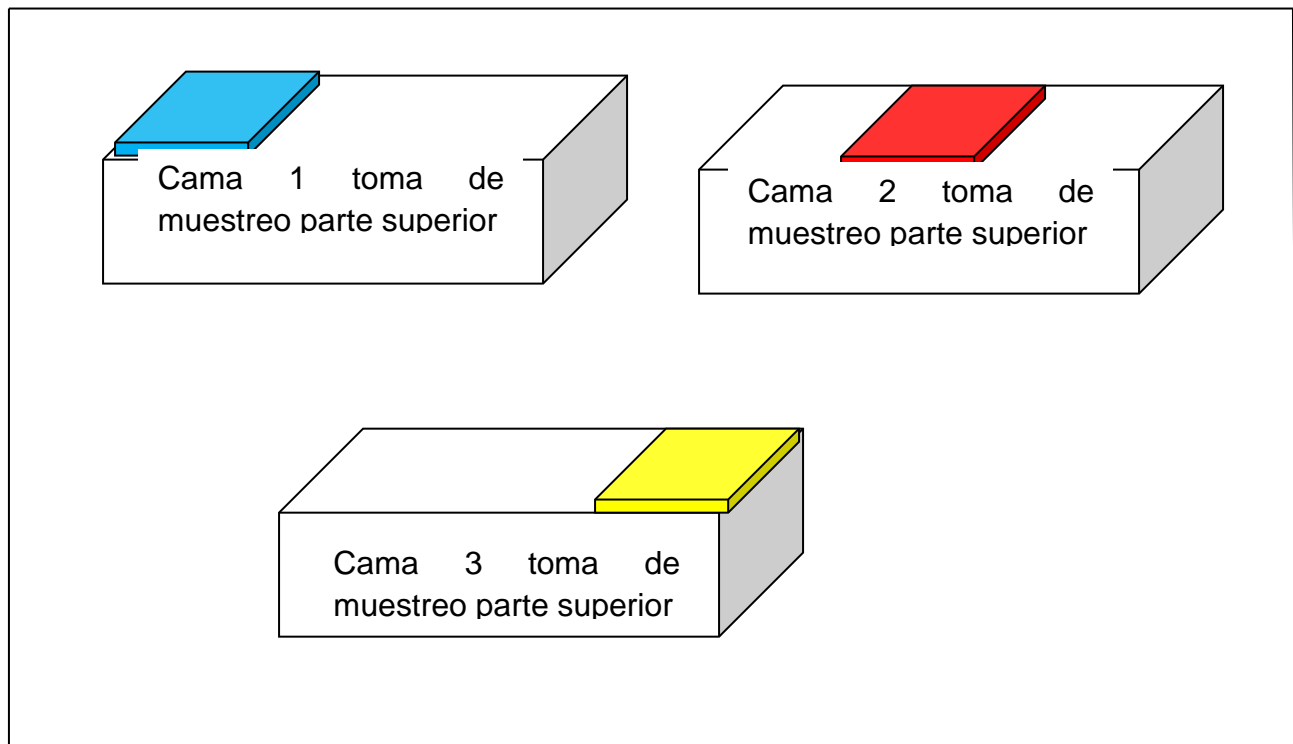 Cama 1 toma de
muestreo parte superior
Cama 2 toma de
muestreo parte superior
Cama 3 toma de
muestreo parte superior